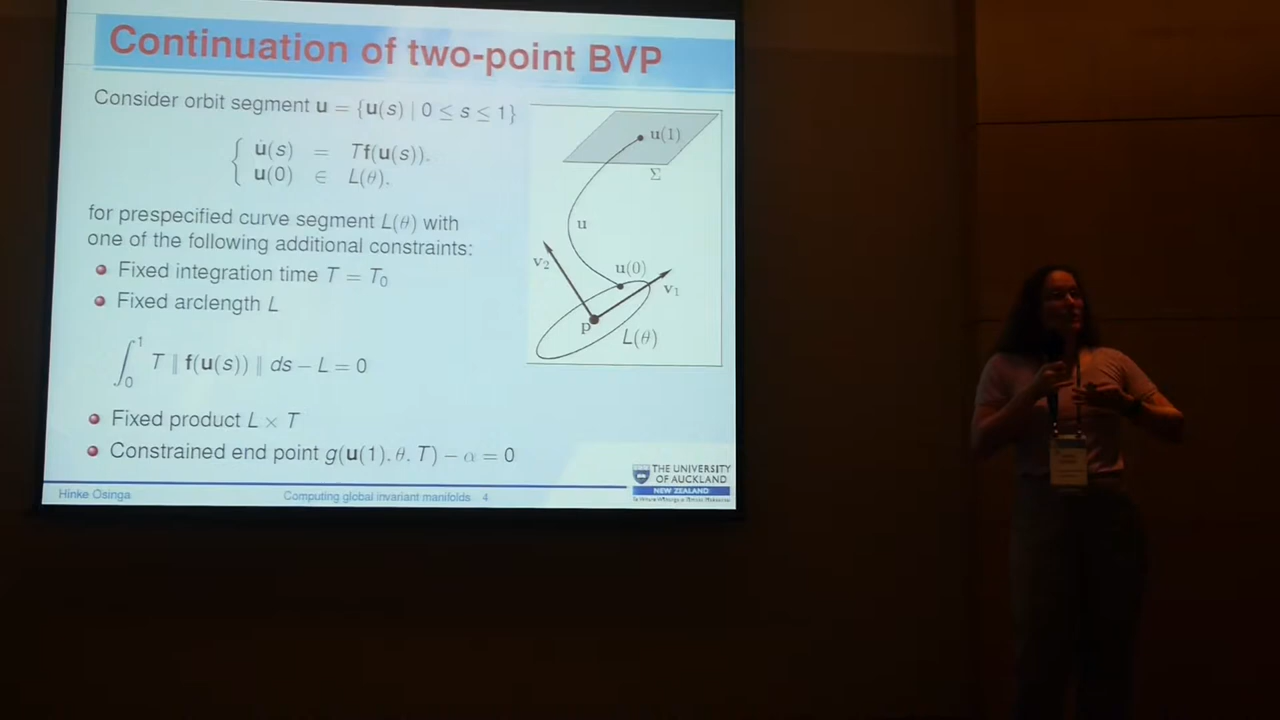 Continuation of two-point BVP
Consider orbit segment u = {u(s) | 0 ≤ s ≤ 1}
u̇(s) = Tf(u(s)),
u(0) ∈ L(θ),
for prespecified curve segment L(θ) with
one of the following additional constraints:
Fixed integration time T = T₀
Fixed arclength L
∫₀¹ T ‖ f(u(s)) ‖ ds − L = 0
Fixed product L × T
Constrained end point g(u(1), θ, T) − α = 0
u(1)
Σ
u
v₂
u(0)
v₁
p
L(θ)
THE UNIVERSITY
OF AUCKLAND
NEW ZEALAND
Hinke Osinga
Computing global invariant manifolds 4